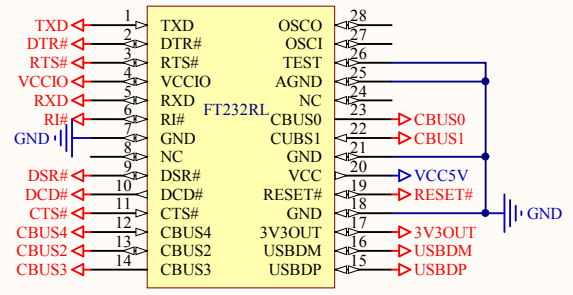 TXD 1 TXD OSCO 28
DTR# 2 DTR# OSCI 27
RTS# 3 RTS# TEST 26
VCCIO 4 VCCIO AGND 25
RXD 5 RXD NC 24
RI# 6 RI# FT232RL CBUS0 23 CBUS0
GND 7 GND CUBS1 22 CBUS1
8 NC GND 21
DSR# 9 DSR# VCC 20 VCC5V
DCD# 10 DCD# RESET# 19 RESET#
CTS# 11 CTS# GND 18 GND
CBUS4 12 CBUS4 3V3OUT 17 3V3OUT
CBUS2 13 CBUS2 USBDM 16 USBDM
CBUS3 14 CBUS3 USBDP 15 USBDP